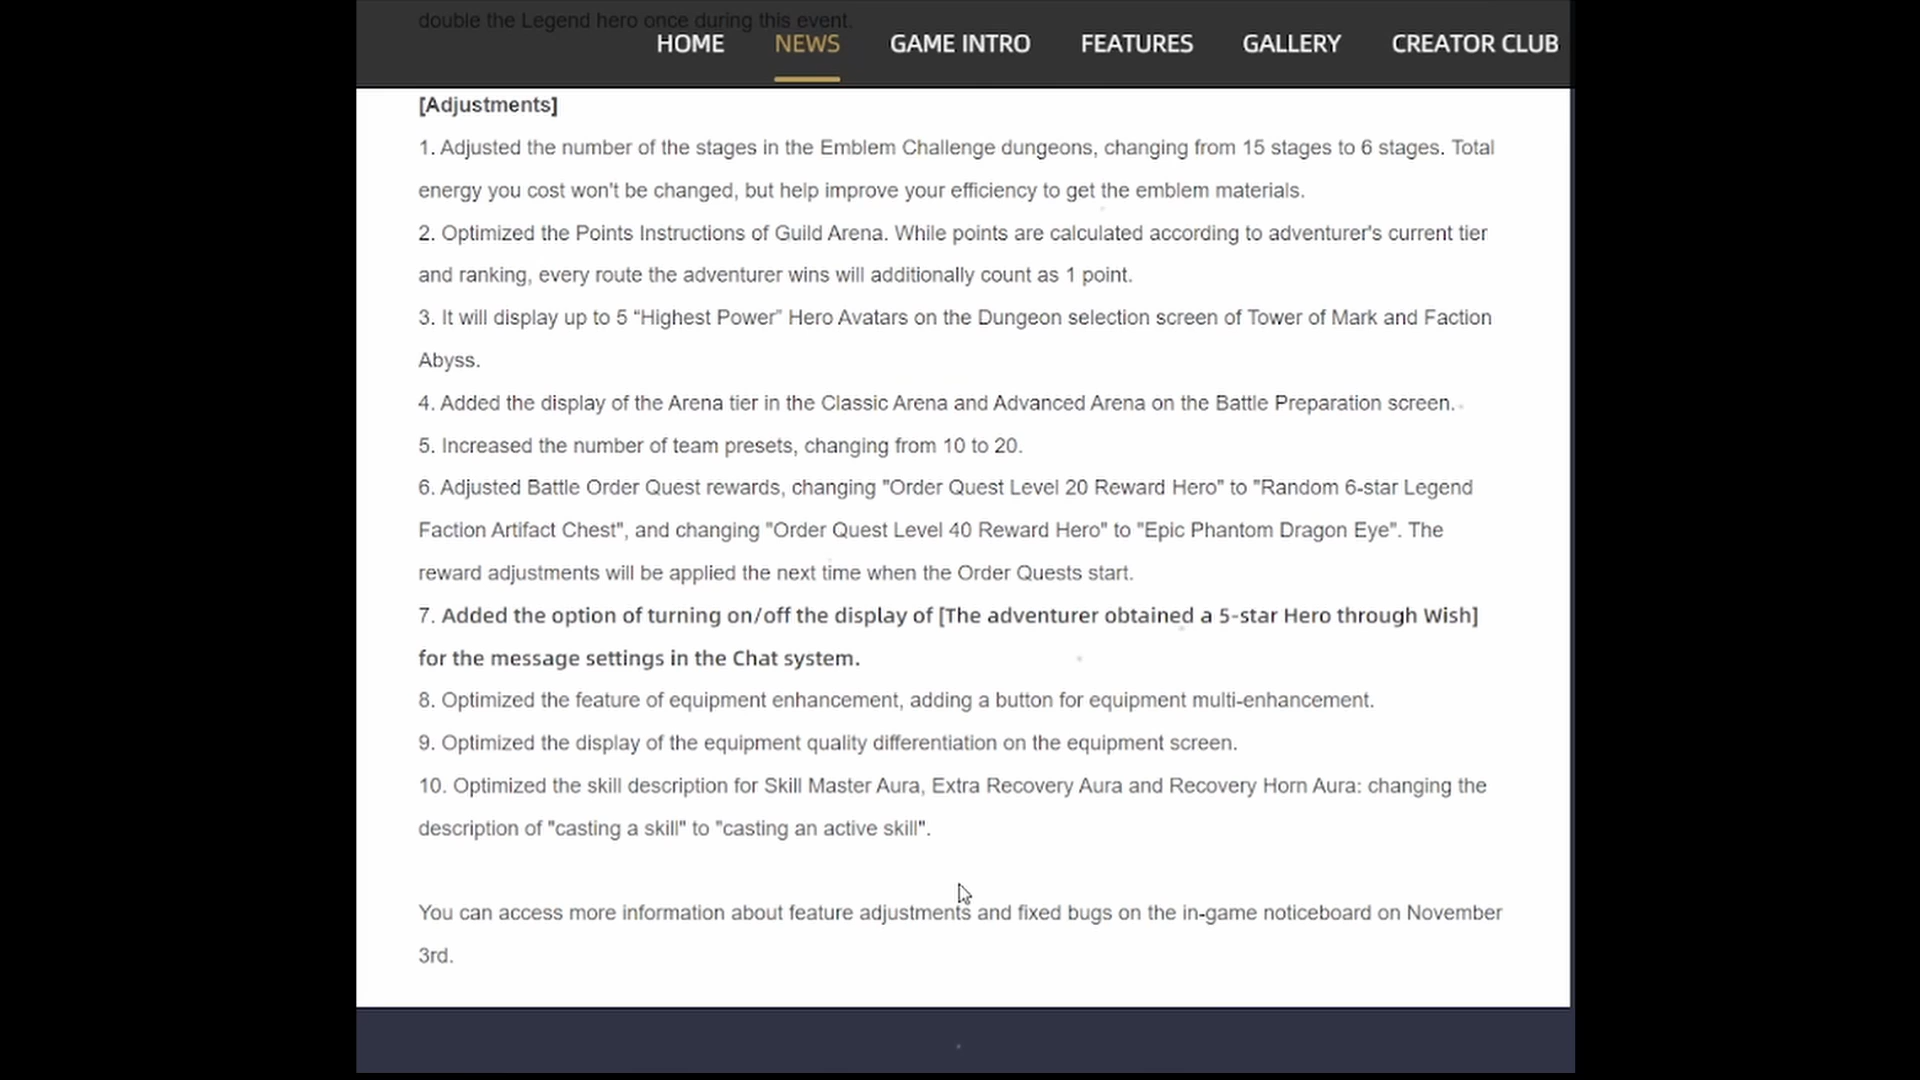 double the Legend hero once during this event.
HOME NEWS GAME INTRO FEATURES GALLERY CREATOR CLUB
[Adjustments]
1. Adjusted the number of the stages in the Emblem Challenge dungeons, changing from 15 stages to 6 stages. Total
energy you cost won't be changed, but help improve your efficiency to get the emblem materials.
2. Optimized the Points Instructions of Guild Arena. While points are calculated according to adventurer's current tier
and ranking, every route the adventurer wins will additionally count as 1 point.
3. It will display up to 5 “Highest Power” Hero Avatars on the Dungeon selection screen of Tower of Mark and Faction
Abyss.
4. Added the display of the Arena tier in the Classic Arena and Advanced Arena on the Battle Preparation screen.
5. Increased the number of team presets, changing from 10 to 20.
6. Adjusted Battle Order Quest rewards, changing "Order Quest Level 20 Reward Hero" to "Random 6-star Legend
Faction Artifact Chest", and changing "Order Quest Level 40 Reward Hero" to "Epic Phantom Dragon Eye". The
reward adjustments will be applied the next time when the Order Quests start.
7. Added the option of turning on/off the display of [The adventurer obtained a 5-star Hero through Wish]
for the message settings in the Chat system.
8. Optimized the feature of equipment enhancement, adding a button for equipment multi-enhancement.
9. Optimized the display of the equipment quality differentiation on the equipment screen.
10. Optimized the skill description for Skill Master Aura, Extra Recovery Aura and Recovery Horn Aura: changing the
description of "casting a skill" to "casting an active skill".
You can access more information about feature adjustments and fixed bugs on the in-game noticeboard on November
3rd.